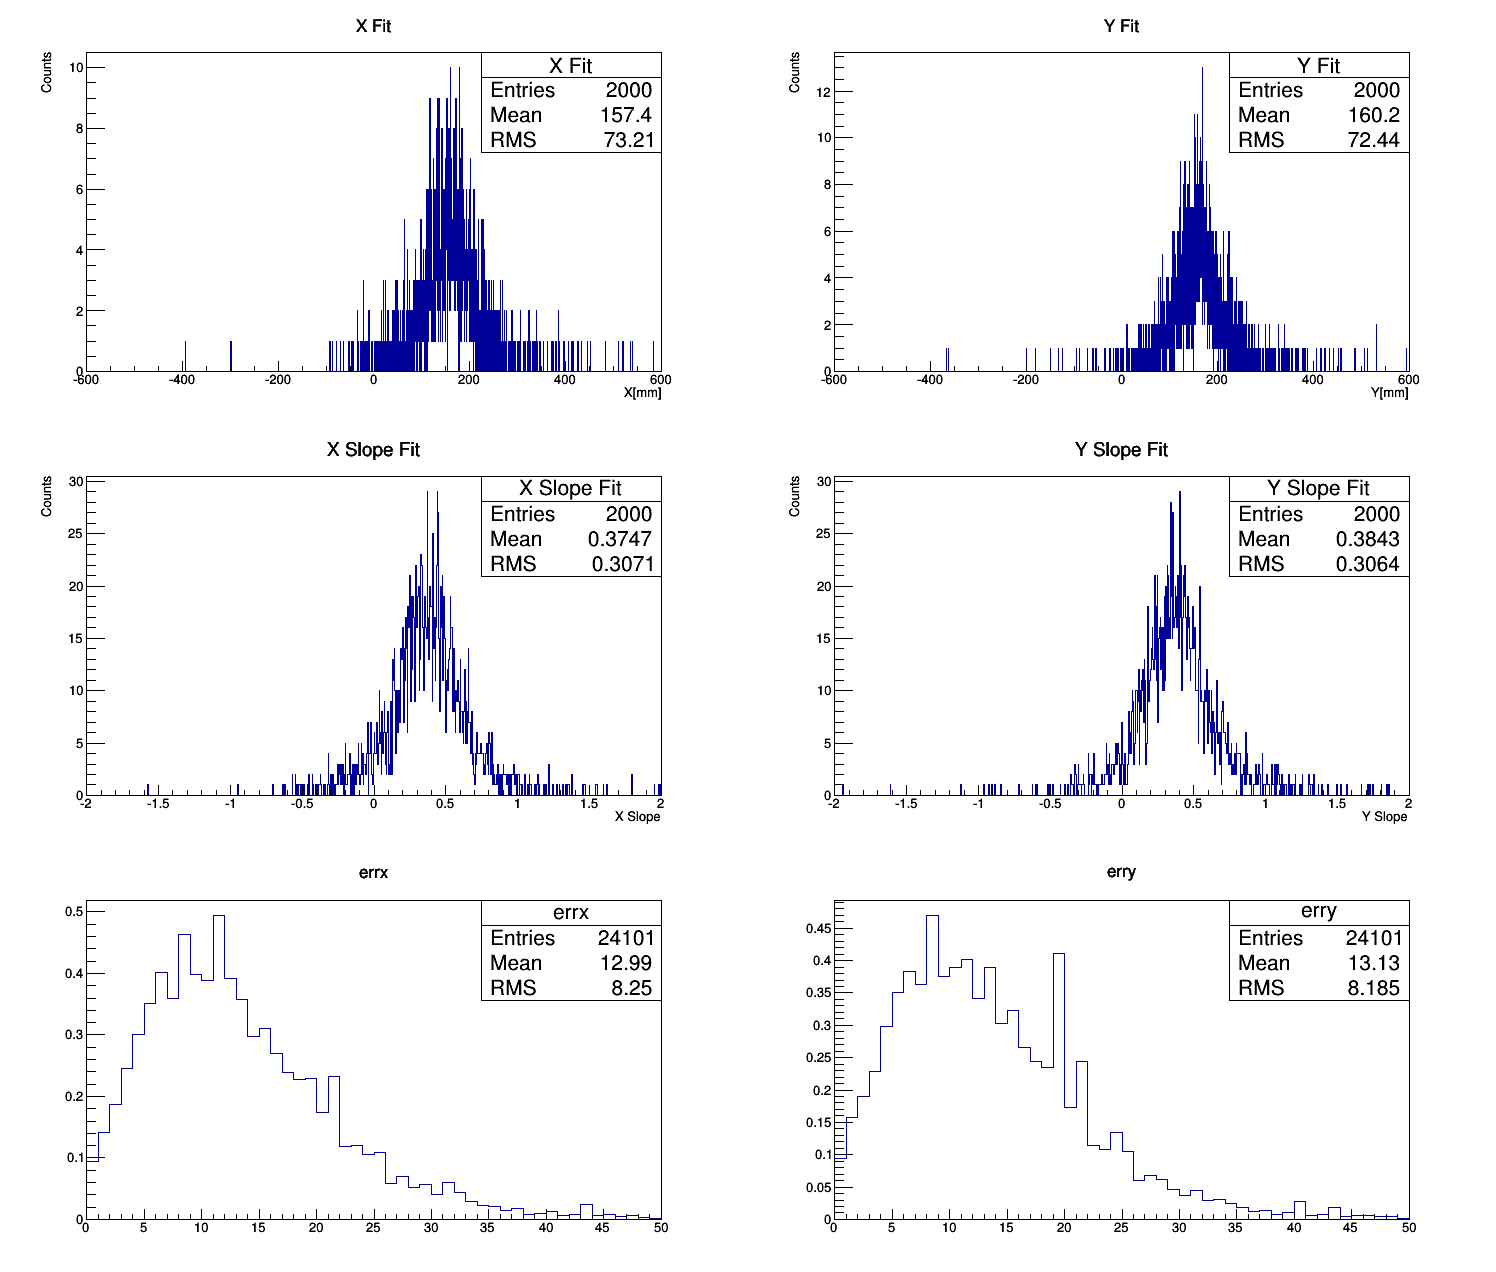 X Fit
Counts
10
8
6
4
2
0
-600 -400 -200 0 200 400 600
X[mm]
X Fit
Entries 2000
Mean 157.4
RMS 73.21
Y Fit
Counts
12
10
8
6
4
2
0
-600 -400 -200 0 200 400 600
Y[mm]
Y Fit
Entries 2000
Mean 160.2
RMS 72.44
X Slope Fit
Counts
30
25
20
15
10
5
0
-2 -1.5 -1 -0.5 0 0.5 1 1.5 2
X Slope
X Slope Fit
Entries 2000
Mean 0.3747
RMS 0.3071
Y Slope Fit
Counts
30
25
20
15
10
5
0
-2 -1.5 -1 -0.5 0 0.5 1 1.5 2
Y Slope
Y Slope Fit
Entries 2000
Mean 0.3843
RMS 0.3064
errx
0.5
0.4
0.3
0.2
0.1
0
0 5 10 15 20 25 30 35 40 45 50
errx
Entries 24101
Mean 12.99
RMS 8.25
erry
0.45
0.4
0.35
0.3
0.25
0.2
0.15
0.1
0.05
0
0 5 10 15 20 25 30 35 40 45 50
erry
Entries 24101
Mean 13.13
RMS 8.185